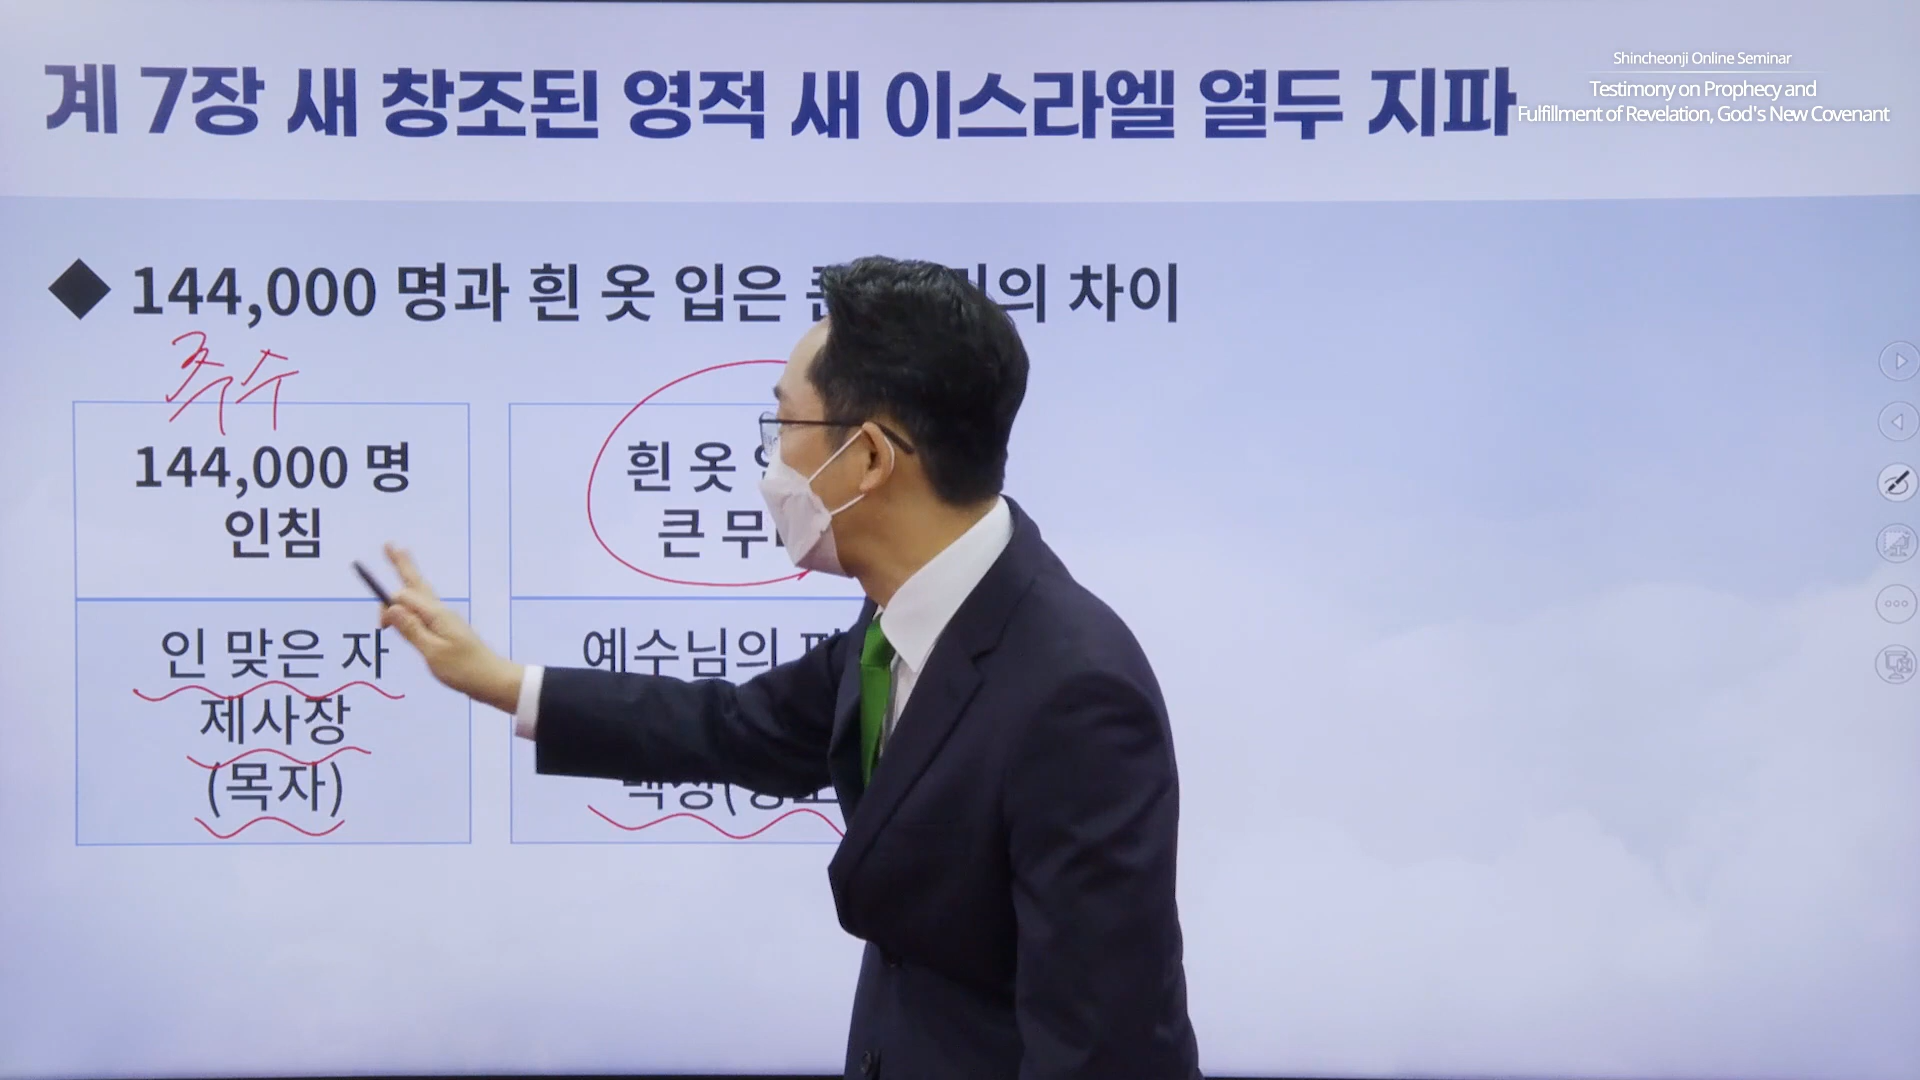 계 7장 새 창조된 영적 새 이스라엘 열두 지파
Shincheonji Online Seminar
Testimony on Prophecy and
Fulfillment of Revelation, God's New Covenant
◆ 144,000 명과 흰 옷 입은 의 차이
추수
144,000 명
인침
인 맞은 자
제사장
(목자)
흰 옷
큰
예수님의